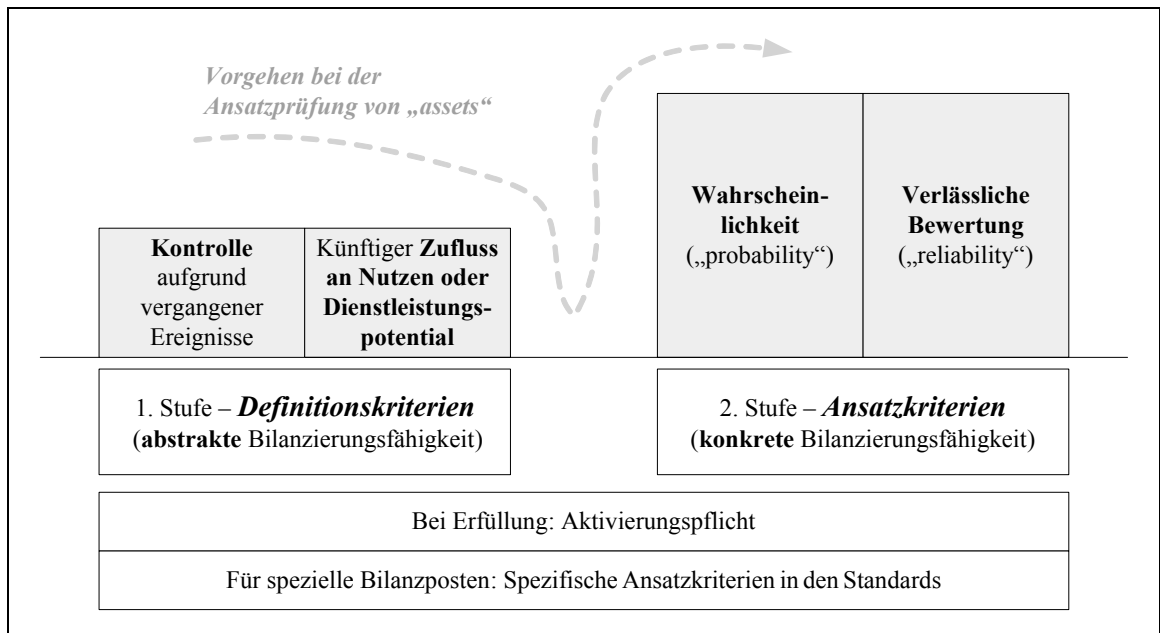 Vorgehen bei der
Ansatzprüfung von „assets“
Kontrolle
aufgrund
vergangener
Ereignisse
Künftiger Zufluss
an Nutzen oder
Dienstleistungs-
potential
Wahrschein-
lichkeit
(„probability“)
Verlässliche
Bewertung
(„reliability“)
1. Stufe – Definitionskriterien
(abstrakte Bilanzierungsfähigkeit)
2. Stufe – Ansatzkriterien
(konkrete Bilanzierungsfähigkeit)
Bei Erfüllung: Aktivierungspflicht
Für spezielle Bilanzposten: Spezifische Ansatzkriterien in den Standards